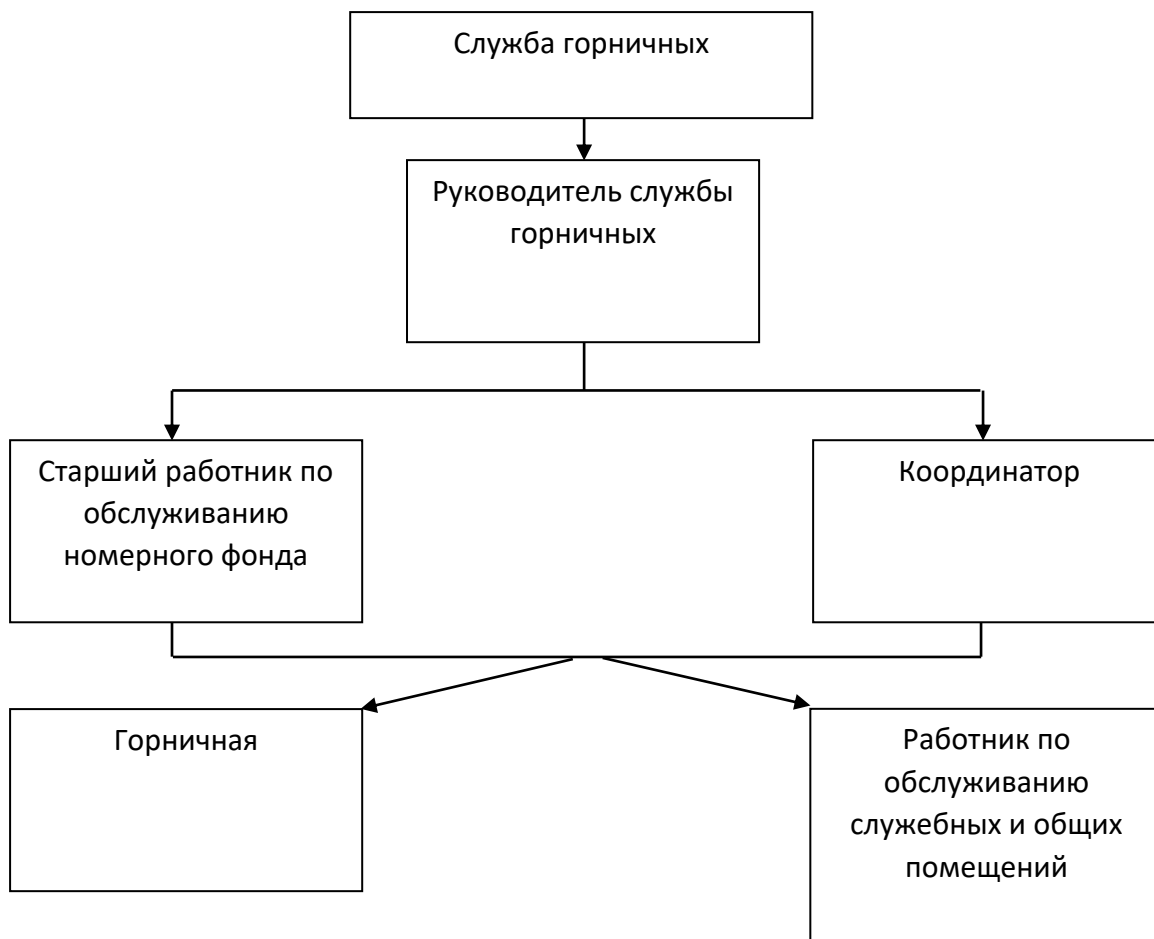 Служба горничных
Руководитель службы
горничных
Старший работник по
обслуживанию
номерного фонда
Координатор
Горничная
Работник по
обслуживанию
служебных и общих
помещений